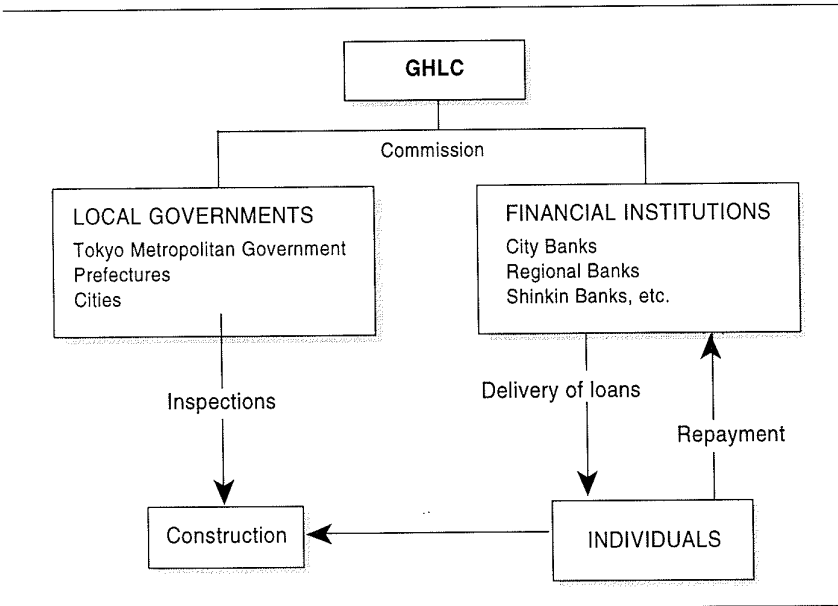 GHLC
Commission
LOCAL GOVERNMENTS
Tokyo Metropolitan Government
Prefectures
Cities
FINANCIAL INSTITUTIONS
City Banks
Regional Banks
Shinkin Banks, etc.
Inspections
Delivery of loans
Repayment
Construction
INDIVIDUALS